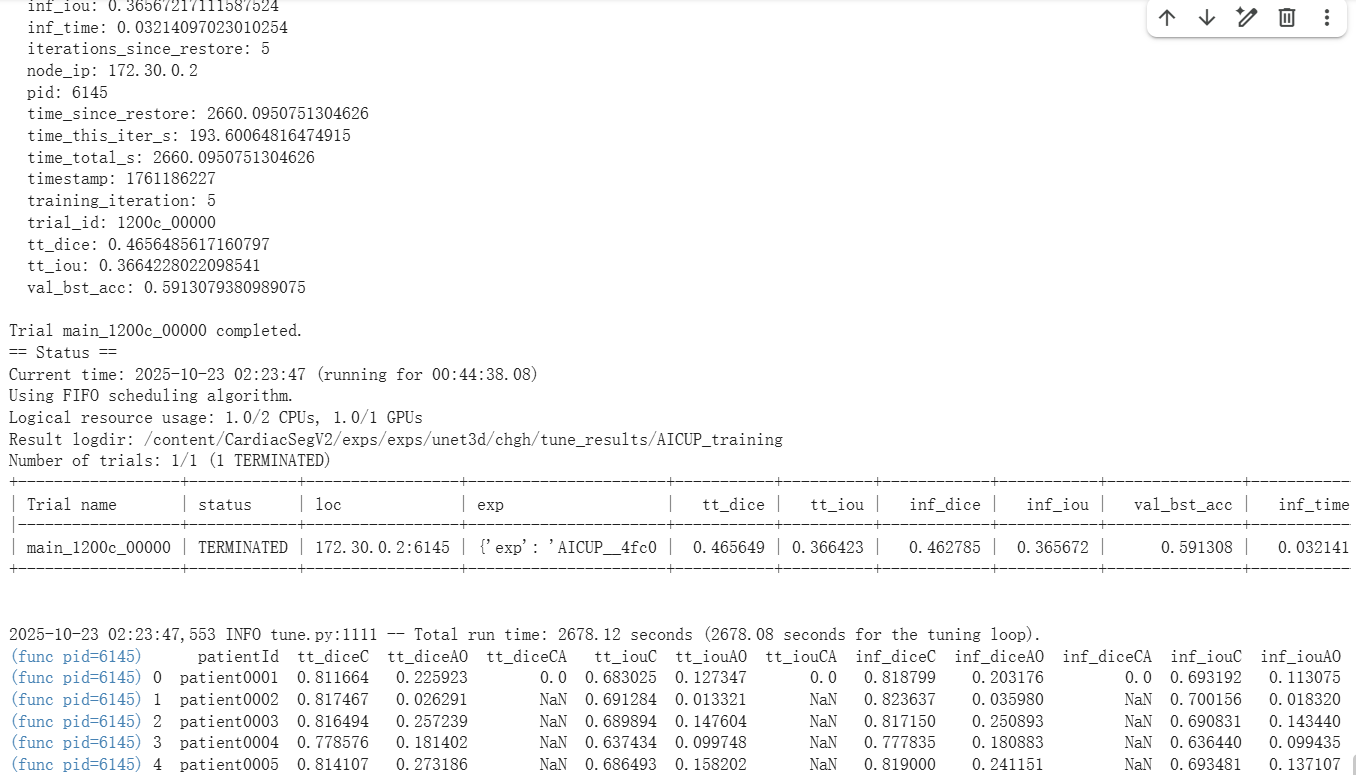 inf_iou: 0.36567217111587524
inf_time: 0.03214097023010254
iterations_since_restore: 5
node_ip: 172.30.0.2
pid: 6145
time_since_restore: 2660.0950751304626
time_this_iter_s: 193.60064816474915
time_total_s: 2660.0950751304626
timestamp: 1761186227
training_iteration: 5
trial_id: 1200c_00000
tt_dice: 0.4656485617160797
tt_iou: 0.3664228022098541
val_bst_acc: 0.5913079380989075
Trial main_1200c_00000 completed.
== Status ==
Current time: 2025-10-23 02:23:47 (running for 00:44:38.08)
Using FIFO scheduling algorithm.
Logical resource usage: 1.0/2 CPUs, 1.0/1 GPUs
Result logdir: /content/CardiacSegV2/exps/exps/unet3d/chgh/tune_results/AICUP_training
Number of trials: 1/1 (1 TERMINATED)
+------------------+------------+----------------+----------------------+-----------+----------+------------+-----------+---------------+-----------
| Trial name | status | loc | exp | tt_dice | tt_iou | inf_dice | inf_iou | val_bst_acc | inf_time
|------------------+------------+----------------+----------------------+-----------+----------+------------+-----------+---------------+-----------
| main_1200c_00000 | TERMINATED | 172.30.0.2:6145 | {'exp': 'AICUP__4fc0 | 0.465649 | 0.366423 | 0.462785 | 0.365672 | 0.591308 | 0.032141
+------------------+------------+----------------+----------------------+-----------+----------+------------+-----------+---------------+-----------
2025-10-23 02:23:47,553 INFO tune.py:1111 -- Total run time: 2678.12 seconds (2678.08 seconds for the tuning loop).
(func pid=6145) patientId tt_diceC tt_diceAO tt_diceCA tt_iouC tt_iouAO tt_iouCA inf_diceC inf_diceAO inf_diceCA inf_iouC inf_iouAO
(func pid=6145) 0 patient0001 0.811664 0.225923 0.0 0.683025 0.127347 0.0 0.818799 0.203176 0.0 0.693192 0.113075
(func pid=6145) 1 patient0002 0.817467 0.026291 NaN 0.691284 0.013321 NaN 0.823637 0.035980 NaN 0.700156 0.018320
(func pid=6145) 2 patient0003 0.816494 0.257239 NaN 0.689894 0.147604 NaN 0.817150 0.250893 NaN 0.690831 0.143440
(func pid=6145) 3 patient0004 0.778576 0.181402 NaN 0.637434 0.099748 NaN 0.777835 0.180883 NaN 0.636440 0.099435
(func pid=6145) 4 patient0005 0.814107 0.273186 NaN 0.686493 0.158202 NaN 0.819000 0.241151 NaN 0.693481 0.137107